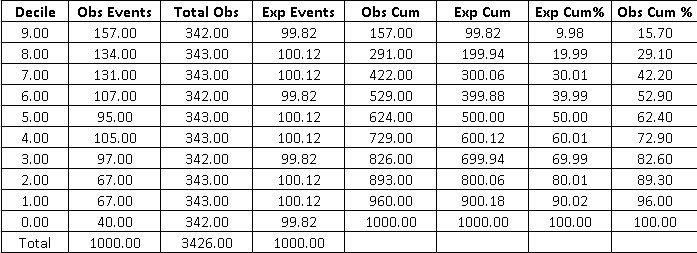 Decile Obs Events Total Obs Exp Events Obs Cum Exp Cum Exp Cum% Obs Cum %
9.00 157.00 342.00 99.82 157.00 99.82 9.98 15.70
8.00 134.00 343.00 100.12 291.00 199.94 19.99 29.10
7.00 131.00 343.00 100.12 422.00 300.06 30.01 42.20
6.00 107.00 342.00 99.82 529.00 399.88 39.99 52.90
5.00 95.00 343.00 100.12 624.00 500.00 50.00 62.40
4.00 105.00 343.00 100.12 729.00 600.12 60.01 72.90
3.00 97.00 342.00 99.82 826.00 699.94 69.99 82.60
2.00 67.00 343.00 100.12 893.00 800.06 80.01 89.30
1.00 67.00 343.00 100.12 960.00 900.18 90.02 96.00
0.00 40.00 342.00 99.82 1000.00 1000.00 100.00 100.00
Total 1000.00 3426.00 1000.00